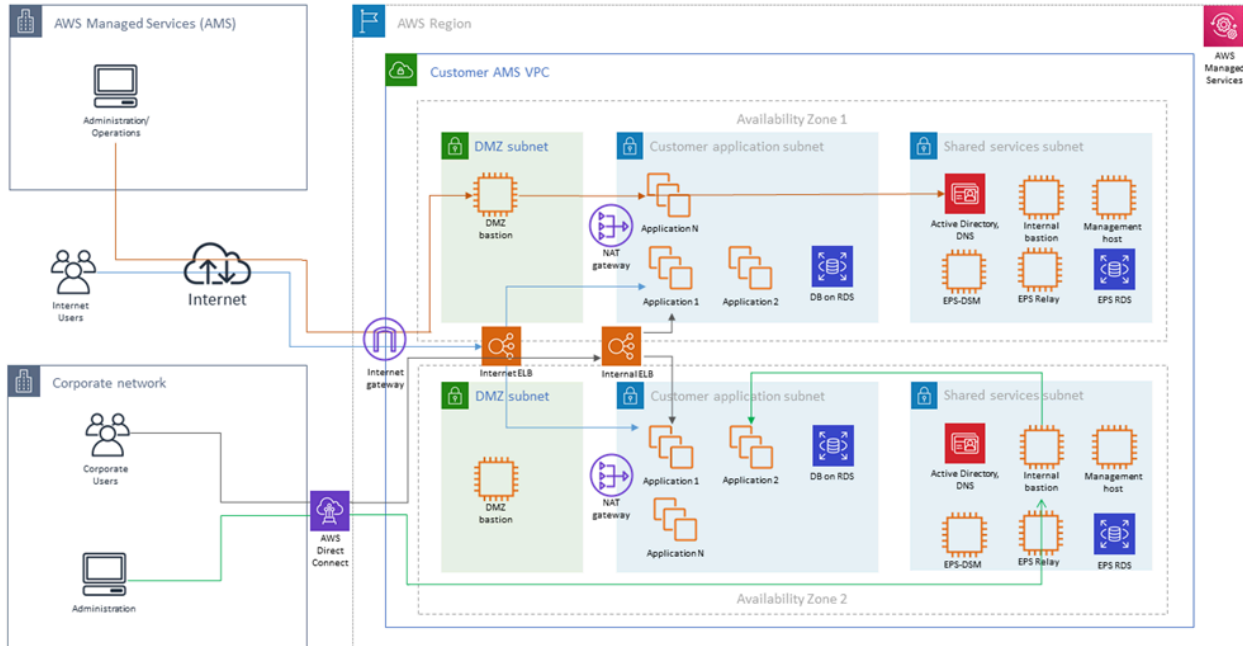 AWS Managed Services (AMS)
Administration/
Operations
Internet
Users
Internet
Corporate network
Corporate
Users
Administration
AWS
Direct
Connect
AWS Region
AWS
Managed
Services
Customer AMS VPC
Internet
gateway
Availability Zone 1
DMZ subnet
DMZ
bastion
Customer application subnet
Application N
NAT
gateway
Application 1
Application 2
DB on RDS
Shared services subnet
Active Directory,
DNS
Internal
bastion
Management
host
EPS-DSM
EPS Relay
EPS RDS
Internet ELB
Internal ELB
DMZ subnet
DMZ
bastion
Customer application subnet
Application 1
Application 2
DB on RDS
NAT
gateway
Application N
Shared services subnet
Active Directory,
DNS
Internal
bastion
Management
host
EPS-DSM
EPS Relay
EPS RDS
Availability Zone 2